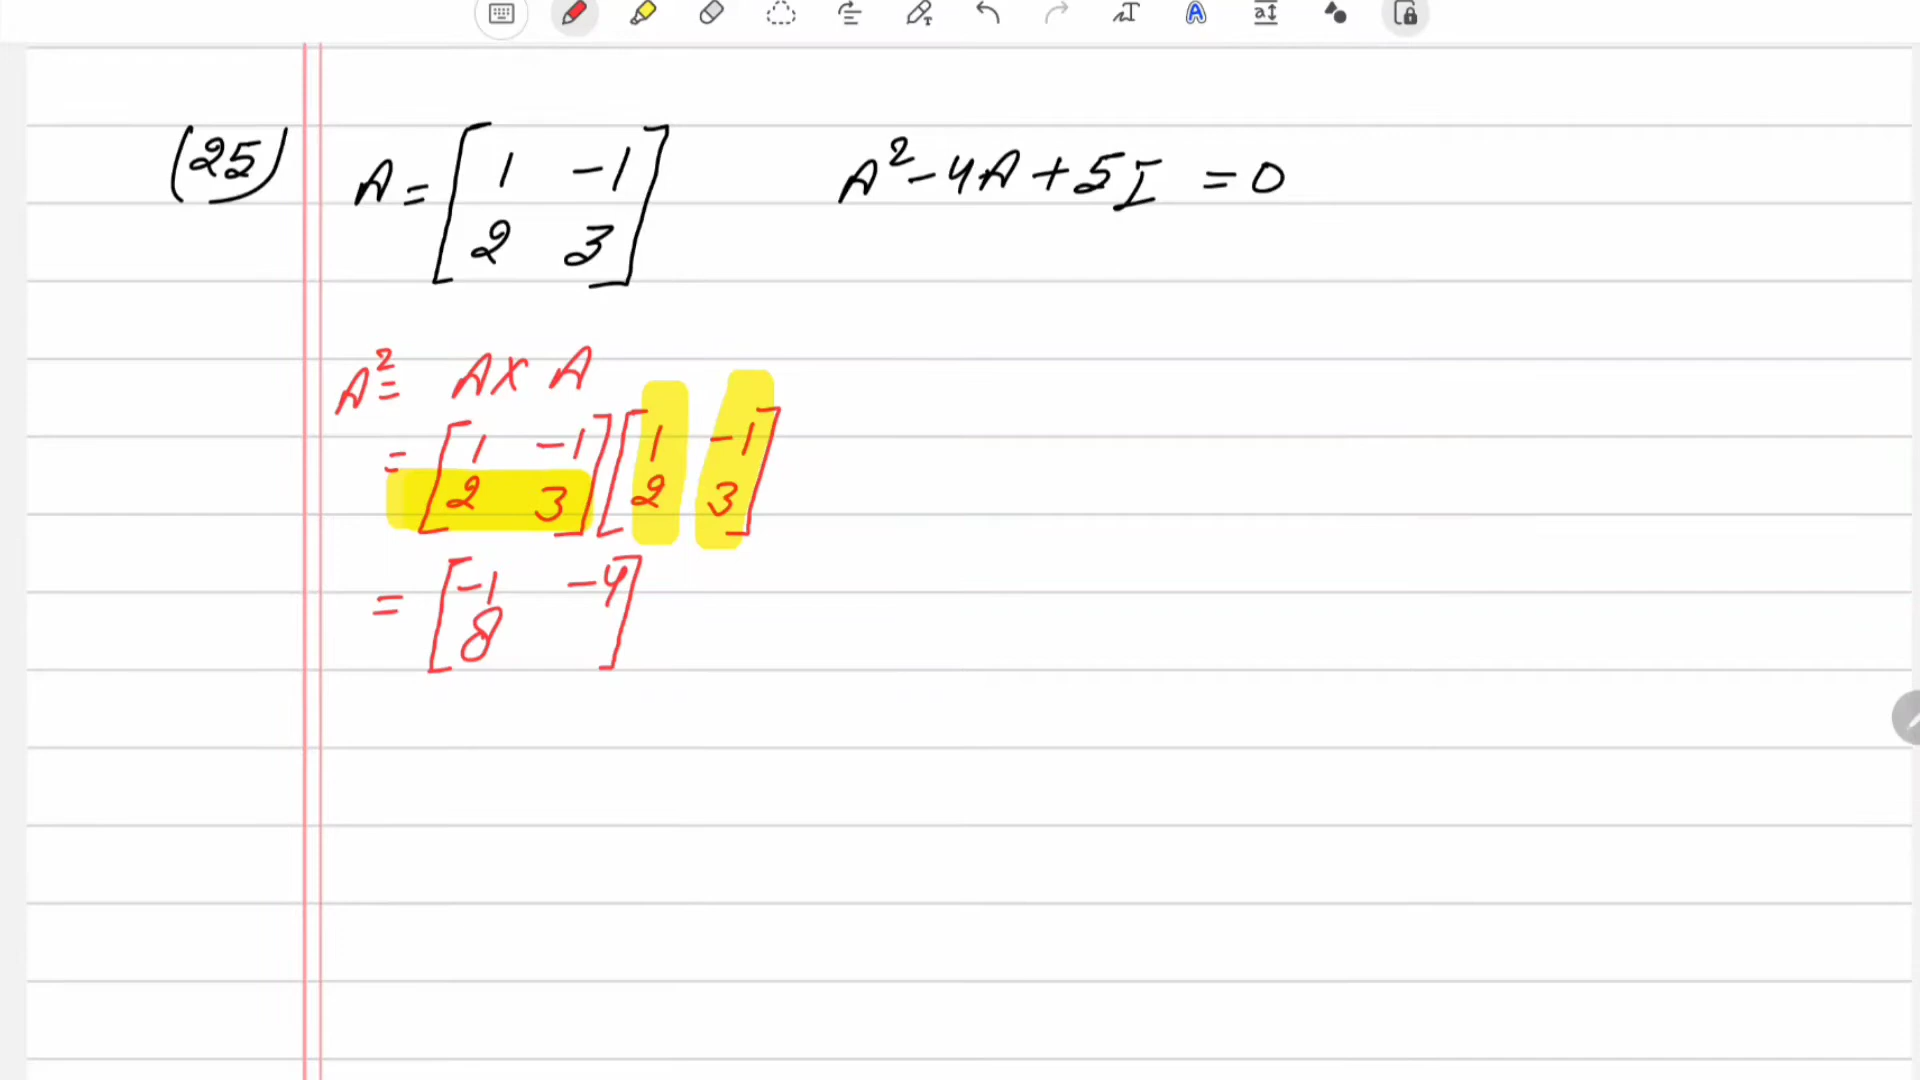 (25) A = [1 -1] A² - 4A + 5I = 0
[2 3]
A² = A × A
= [1 -1] [1 -1]
[2 3] [2 3]
= [-1 -4]
[8 ]